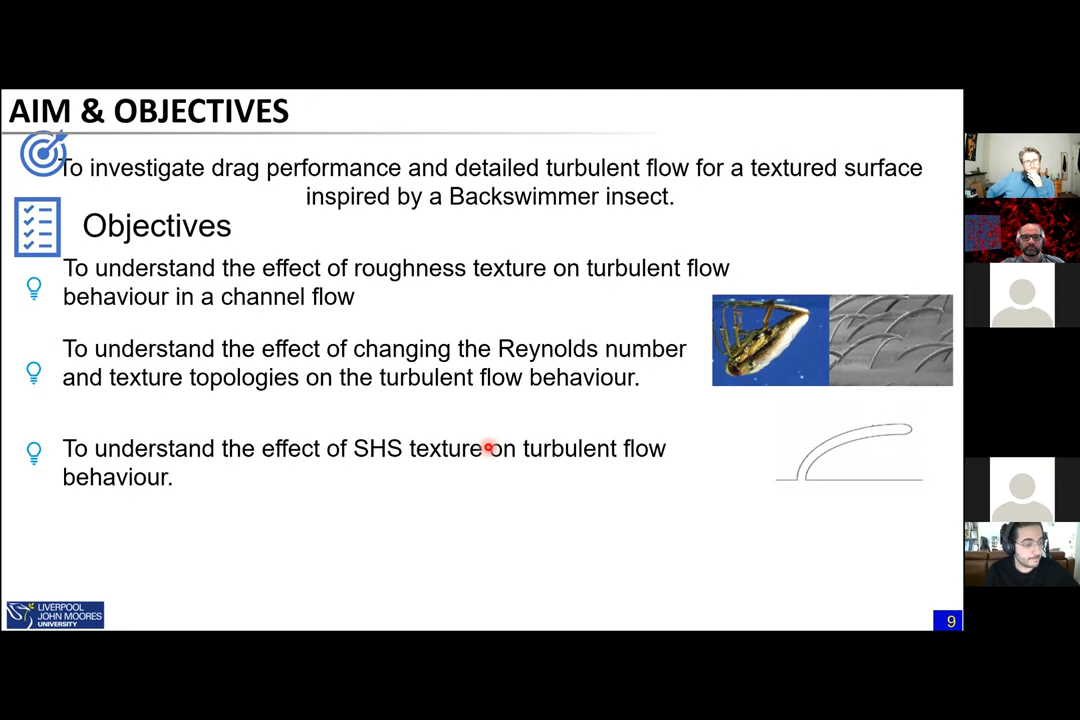 AIM & OBJECTIVES
To investigate drag performance and detailed turbulent flow for a textured surface
inspired by a Backswimmer insect.
Objectives
To understand the effect of roughness texture on turbulent flow
behaviour in a channel flow
To understand the effect of changing the Reynolds number
and texture topologies on the turbulent flow behaviour.
To understand the effect of SHS texture on turbulent flow
behaviour.
LIVERPOOL
JOHN MOORES
UNIVERSITY
9